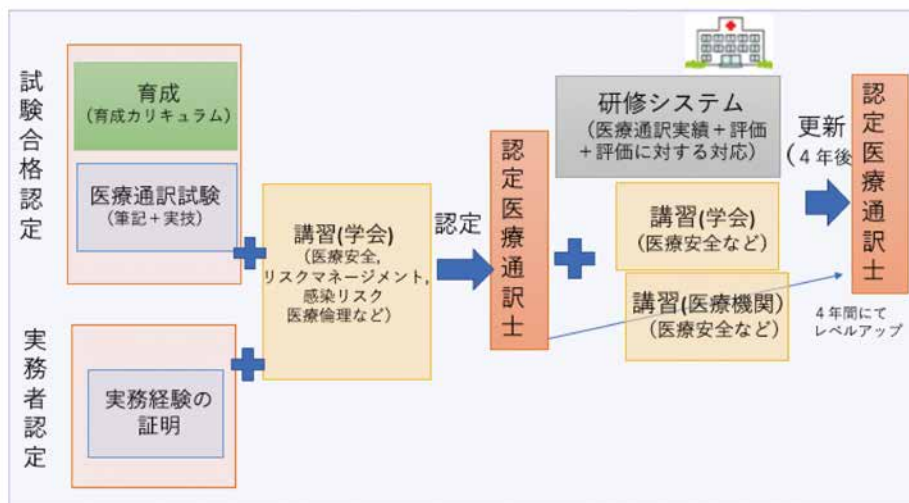 試験合格認定
育成
(育成カリキュラム)
医療通訳試験
(筆記+実技)
実務者認定
実務経験の
証明
講習(学会)
(医療安全,
リスクマネージメント,
感染リスク
医療倫理など)
認定
認定医療通訳士
研修システム
(医療通訳実績+評価
+評価に対する対応)
講習(学会)
(医療安全など)
講習(医療機関)
(医療安全など)
更新
(4年後
認定医療通訳士
4年間にて
レベルアップ